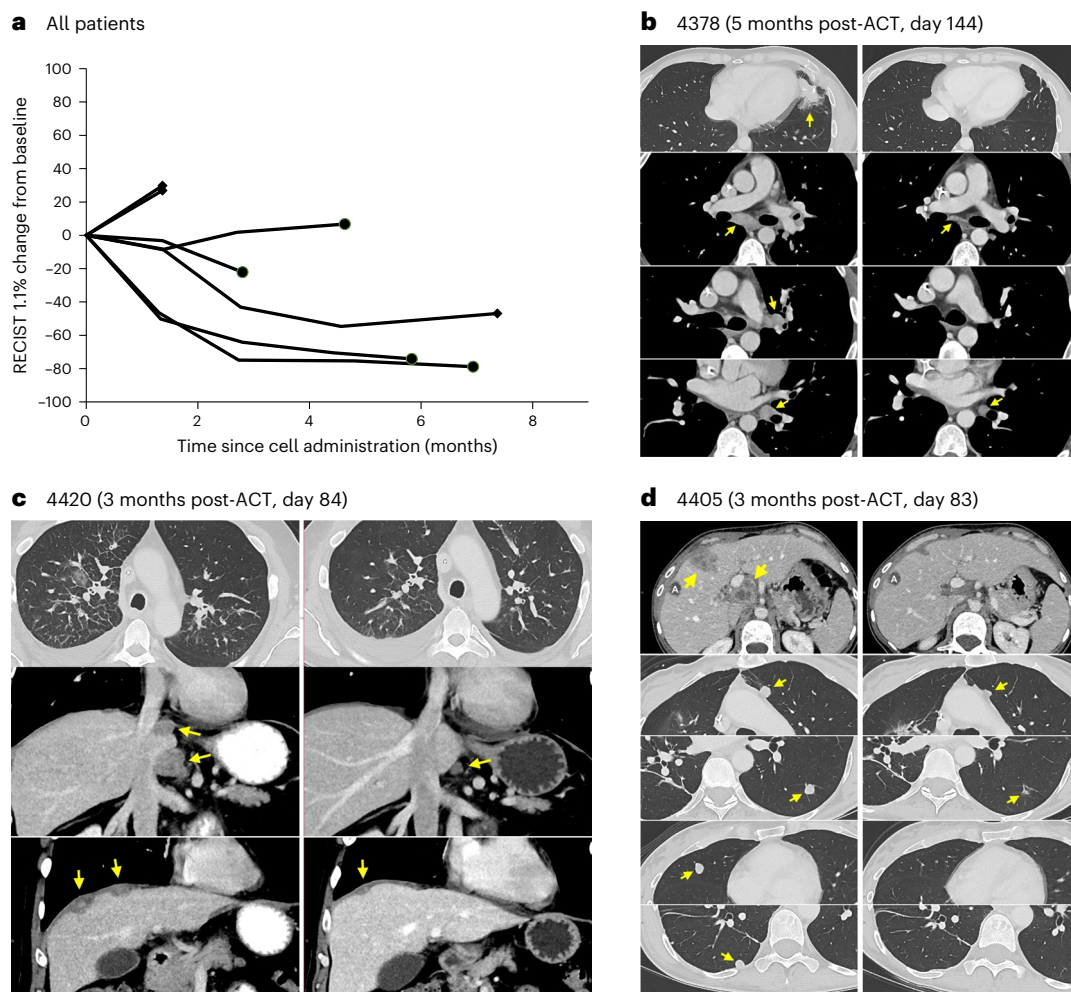 a All patients
RECIST 1.1% change from baseline
100
80
60
40
20
0
−20
−40
−60
−80
−100
0 2 4 6 8
Time since cell administration (months)
b 4378 (5 months post-ACT, day 144)
c 4420 (3 months post-ACT, day 84)
d 4405 (3 months post-ACT, day 83)
A
A